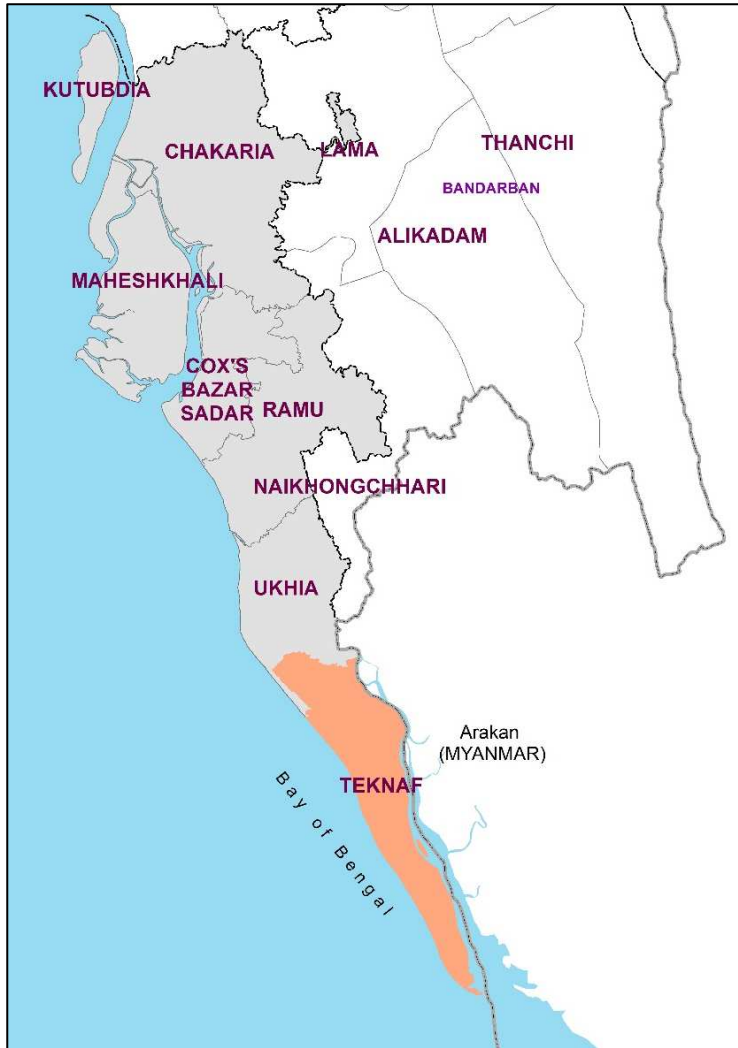 KUTUBDIA
CHAKARIA
LAMA
THANCHI
BANDARBAN
ALIKADAM
MAHESHKHALI
COX'S
BAZAR
SADAR
RAMU
NAIKHONGCHHARI
UKHIA
Arakan
(MYANMAR)
TEKNAF
Bay of Bengal